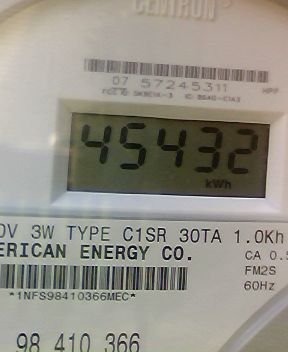 CENTRON
07 57245311
HPP
45432
kWh
0V 3W TYPE C1SR 30TA 1.0Kh
ERICAN ENERGY CO.
CA 0.5
FM2S
*1NFS98410366MEC*
60Hz
98 410 366